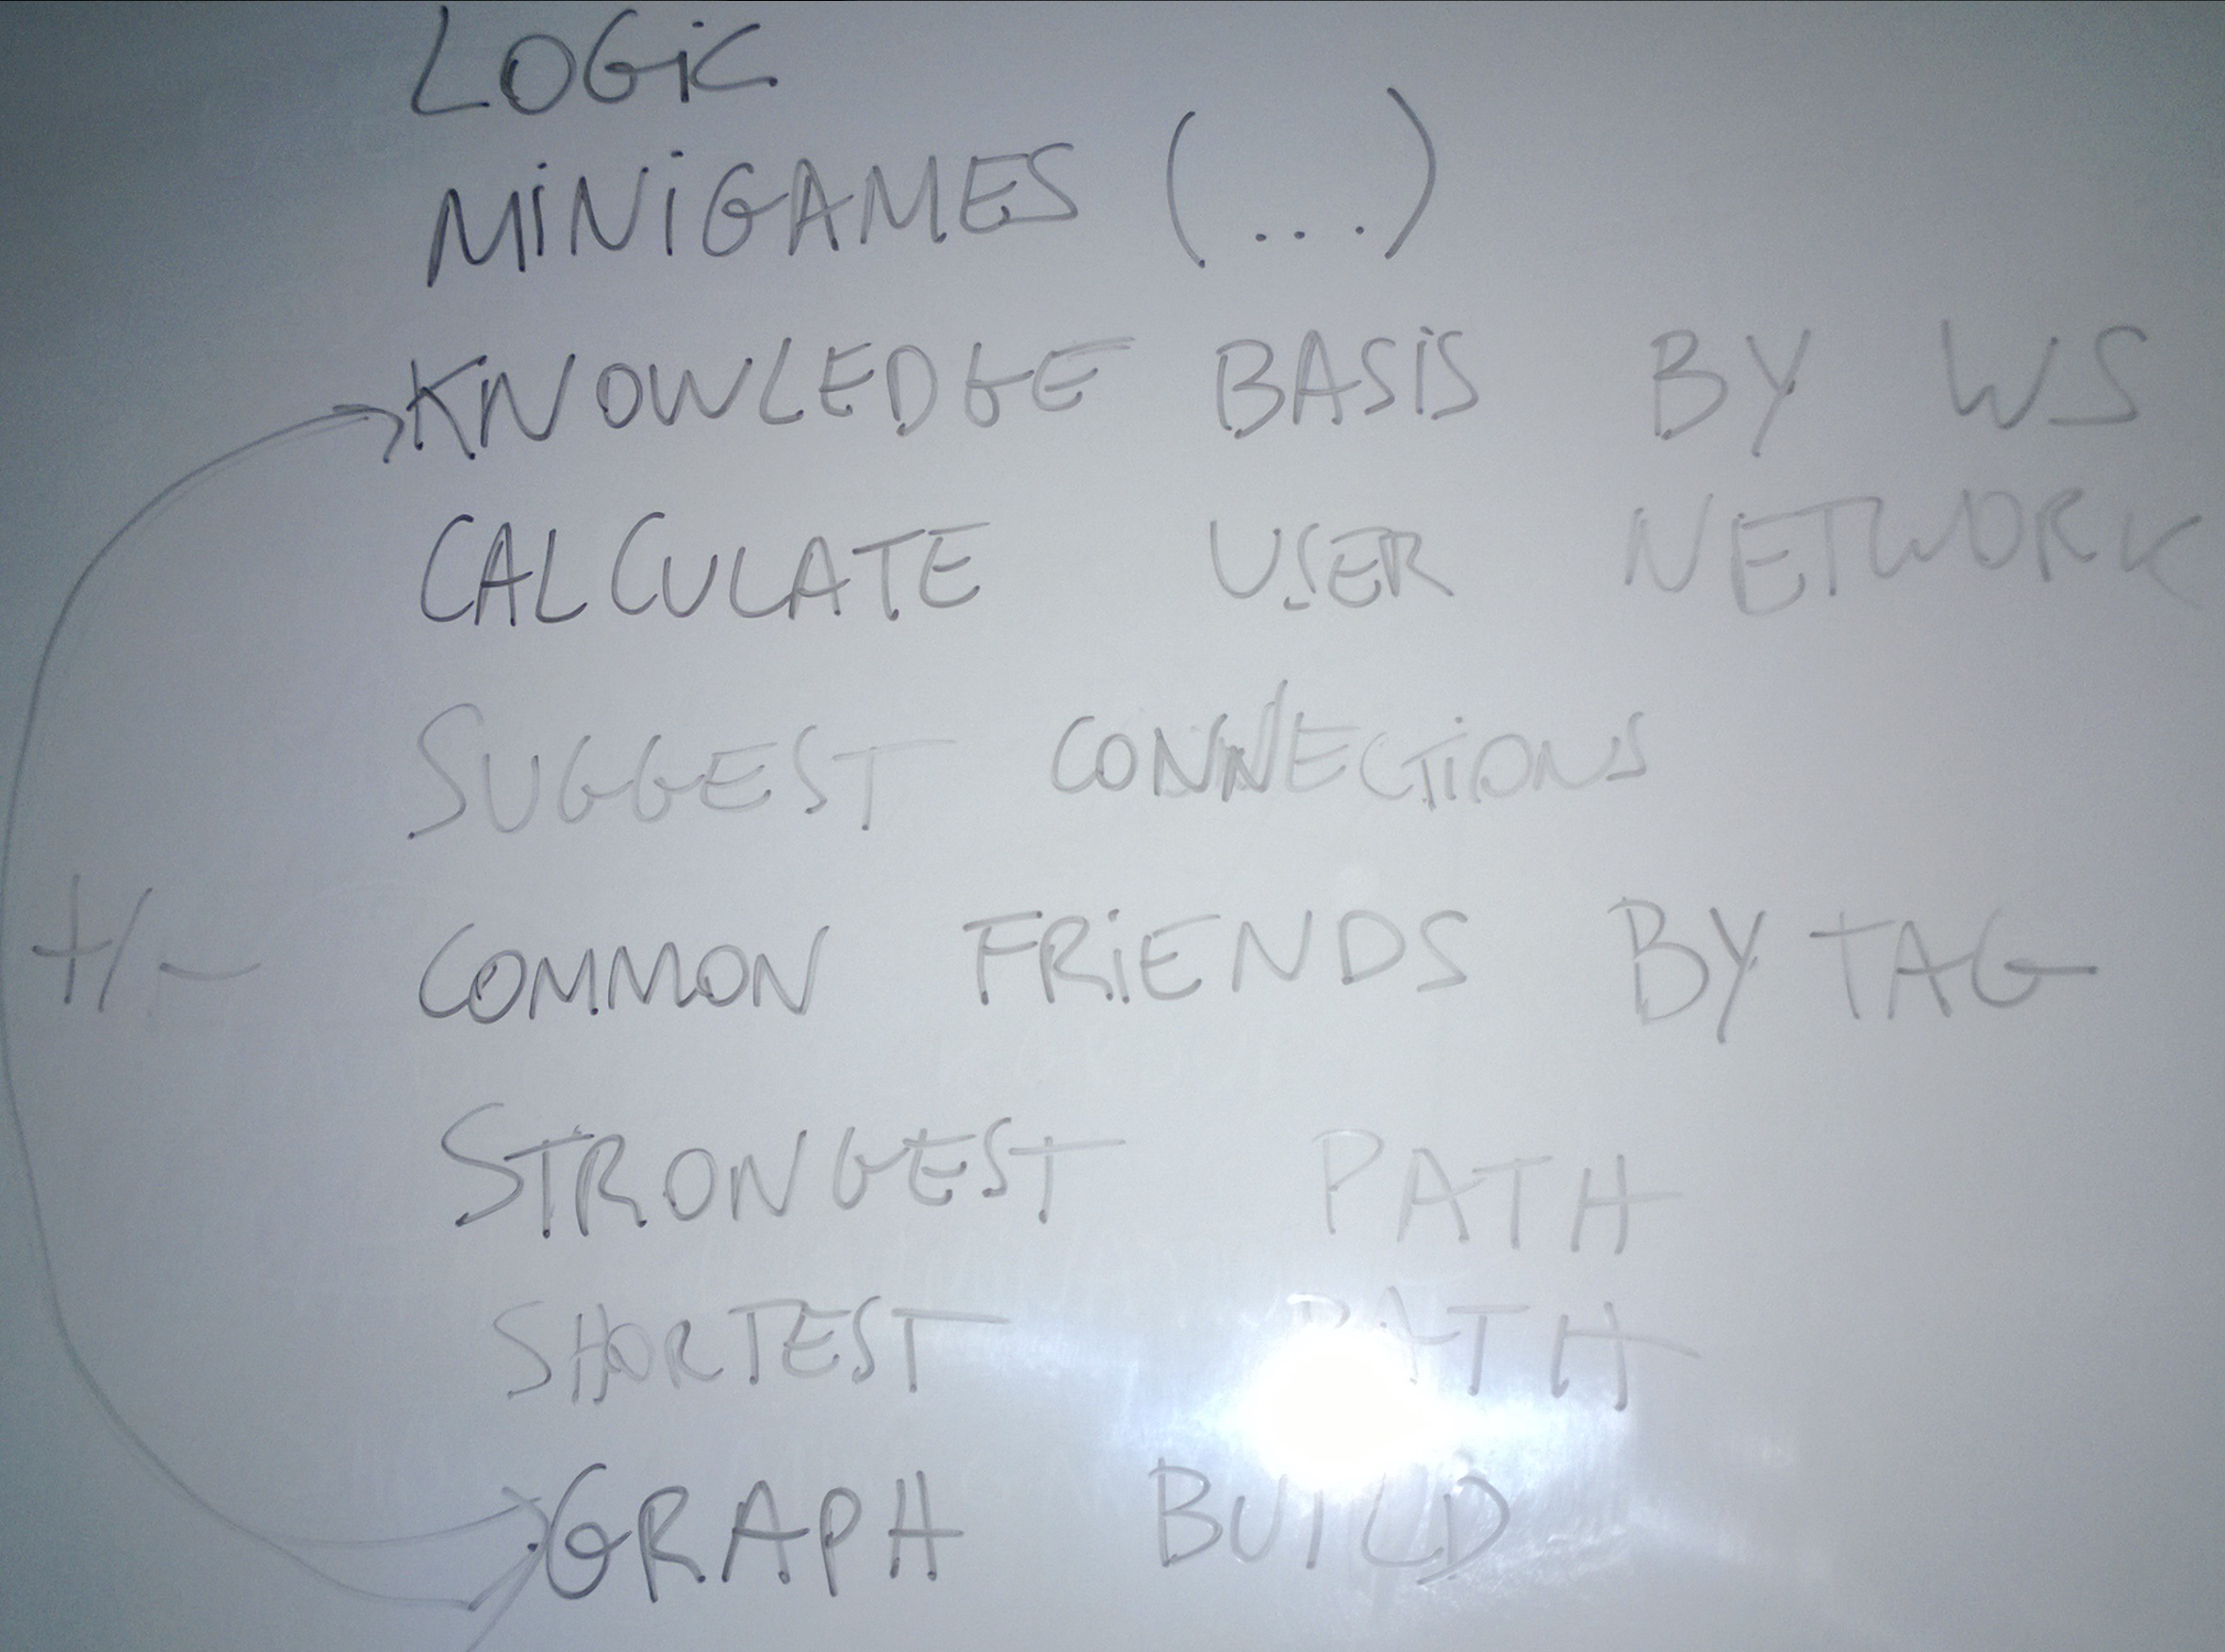 LOGiC
MiNiGAMES (...)
KNOWLEDGE BASiS BY WS
CALCULATE USER NETWORK
SUGGEST CONNECTiONS
+/- COMMON FRiENDS BY TAG
STRONGEST PATH
SHORTEST PATH
GRAPH BUILD